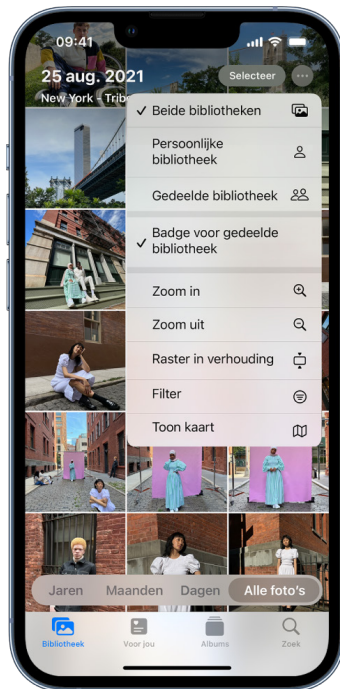 09:41
25 aug. 2021
Selecteer
New York - Trib
Beide bibliotheken
Persoonlijke
bibliotheek
Gedeelde bibliotheek
Badge voor gedeelde
bibliotheek
Zoom in
Zoom uit
Raster in verhouding
Filter
Toon kaart
Jaren Maanden Dagen Alle foto's
Bibliotheek Voor jou Albums Zoek